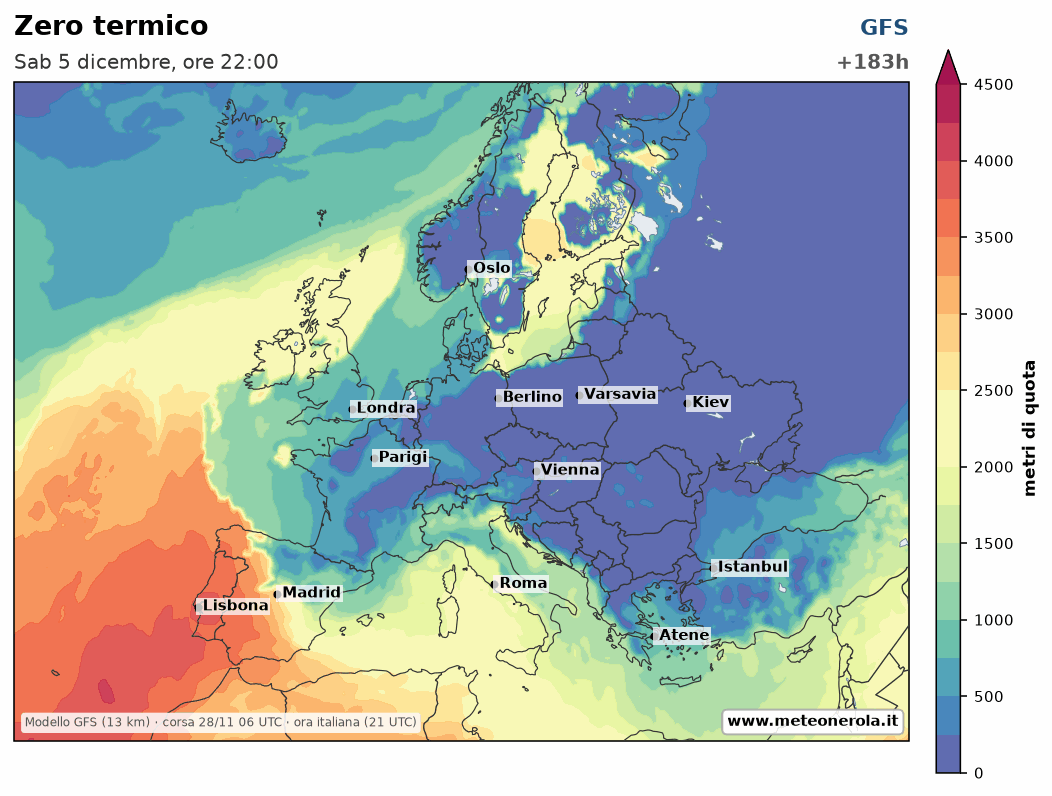 Zero termico
GFS
Sab 5 dicembre, ore 22:00
+183h
4500
4000
3500
3000
2500
2000
1500
1000
500
0
metri di quota
Oslo
Berlino
Varsavia
Kiev
Londra
Parigi
Vienna
Istanbul
Roma
Madrid
Lisbona
Atene
Modello GFS (13 km) · corsa 28/11 06 UTC · ora italiana (21 UTC)
www.meteonerola.it